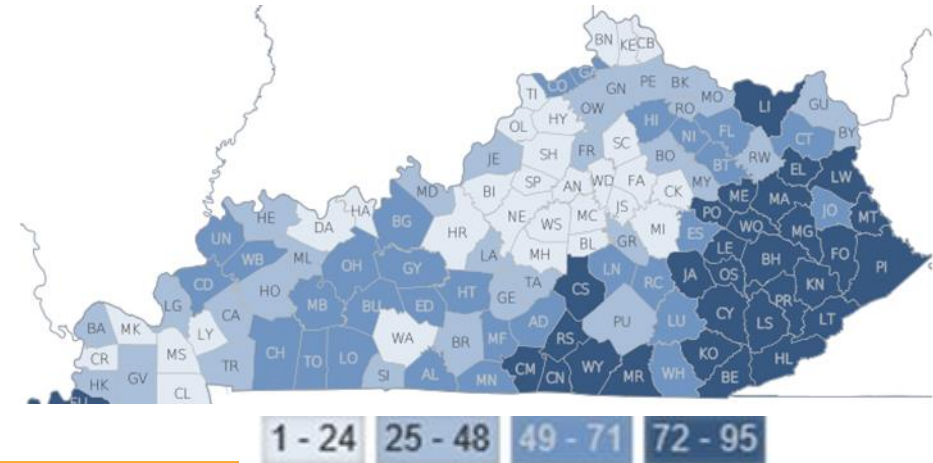 BN KE CB
CO GA
TI GN PE BK
OW MO LI GU
HY RO
OL HI FL
SC NI CT BY
JE SH FR BO BT RW
EL LW
SP WD FA MY
MD BI AN CK ME MA
HE HA JS PO JO MT
DA BG NE WS MC WO MG
UN HR MI ES
BL GR LE FO
WB ML LA MH BH PI
OH GY LN JA OS
CD HO TA RC KN
HT GE CS
LG MB BU ED PR
CA AD PU LU CY LS LT
BA MK LY WA RS
BR MF
CR MS CH TO LO KO HL
TR CM WY
HK GV SI AL MN CN MR WH BE
CL
FU
1 - 24 25 - 48 49 - 71 72 - 95